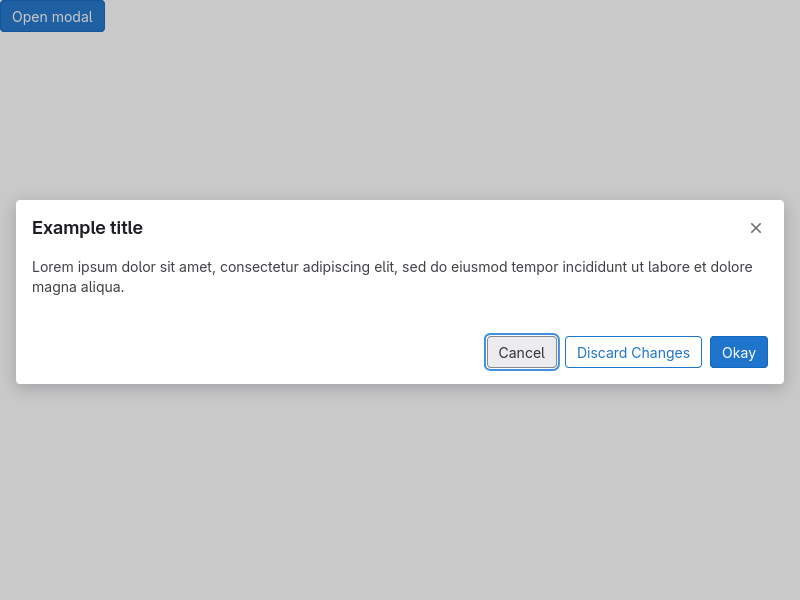 Open modal
Example title
Lorem ipsum dolor sit amet, consectetur adipiscing elit, sed do eiusmod tempor incididunt ut labore et dolore
magna aliqua.
Cancel Discard Changes Okay